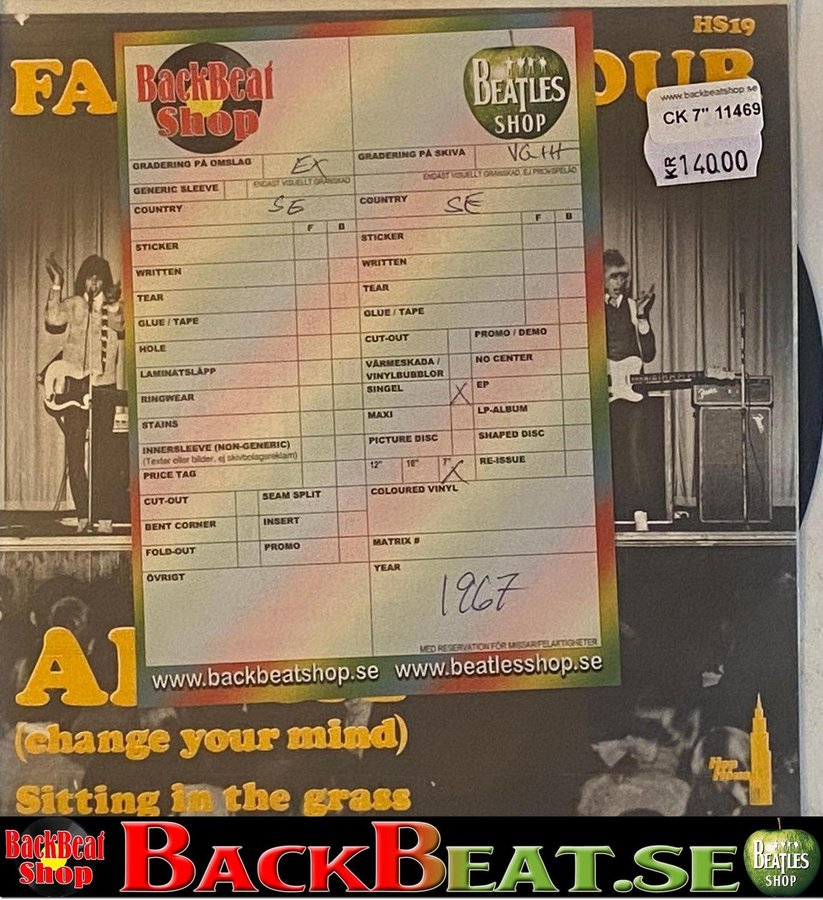 HS19
FA
OUR
www.backbeatshop.se
CK 7" 11469
KR 140.00
BackBeat
Shop
BEATLES
SHOP
GRADERING PÅ OMSLAG EX
ENDAST VISUELLT GRANSKAD
GENERIC SLEEVE
COUNTRY SE
F B
STICKER
WRITTEN
TEAR
GLUE / TAPE
HOLE
LAMINATSLÄPP
RINGWEAR
STAINS
INNERSLEEVE (NON-GENERIC)
(Texter eller bilder, ej skivbolagsreklam)
PRICE TAG
CUT-OUT SEAM SPLIT
BENT CORNER INSERT
FOLD-OUT PROMO
ÖVRIGT
GRADERING PÅ SKIVA VG++
ENDAST VISUELLT GRANSKAD, EJ PROVSPELAD
COUNTRY SE
F B
STICKER
WRITTEN
TEAR
GLUE / TAPE
CUT-OUT PROMO / DEMO
VÄRMESKADA / NO CENTER
VINYLBUBBLOR
SINGEL X EP
MAXI LP-ALBUM
PICTURE DISC SHAPED DISC
12" 10" 7" X RE-ISSUE
COLOURED VINYL
MATRIX #
YEAR
1967
MED RESERVATION FÖR MISSAR/FELAKTIGHETER
www.backbeatshop.se www.beatlesshop.se
(change your mind)
Sitting in the grass
BackBeat
Shop
BACKBEAT.SE
BEATLES
SHOP